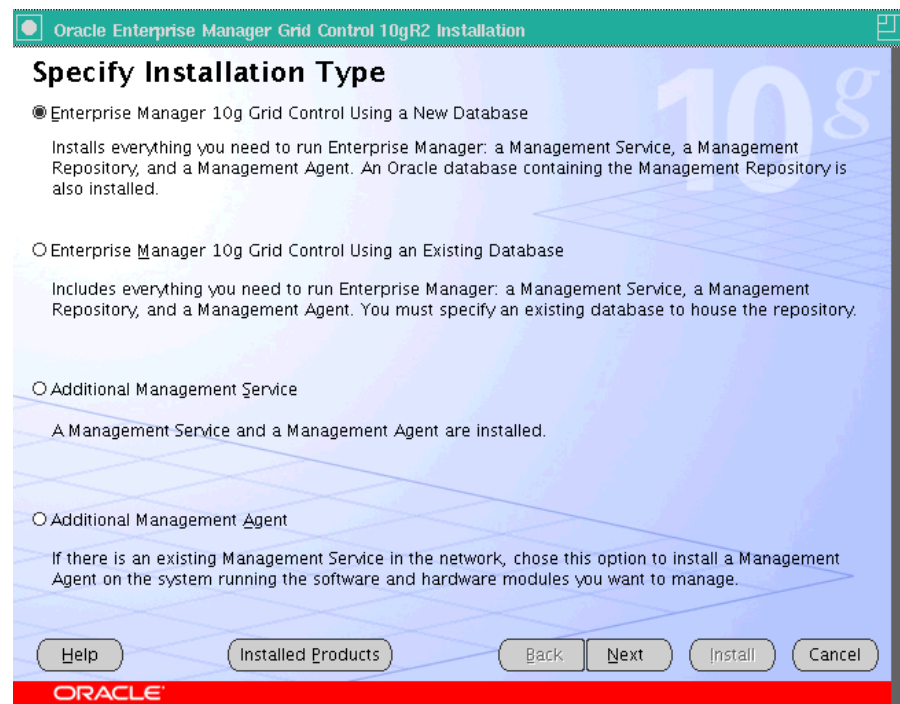 Oracle Enterprise Manager Grid Control 10gR2 Installation
Specify Installation Type
10g
Enterprise Manager 10g Grid Control Using a New Database
Installs everything you need to run Enterprise Manager: a Management Service, a Management
Repository, and a Management Agent. An Oracle database containing the Management Repository is
also installed.
Enterprise Manager 10g Grid Control Using an Existing Database
Includes everything you need to run Enterprise Manager: a Management Service, a Management
Repository, and a Management Agent. You must specify an existing database to house the repository.
Additional Management Service
A Management Service and a Management Agent are installed.
Additional Management Agent
If there is an existing Management Service in the network, chose this option to install a Management
Agent on the system running the software and hardware modules you want to manage.
Help Installed Products Back Next Install Cancel
ORACLE